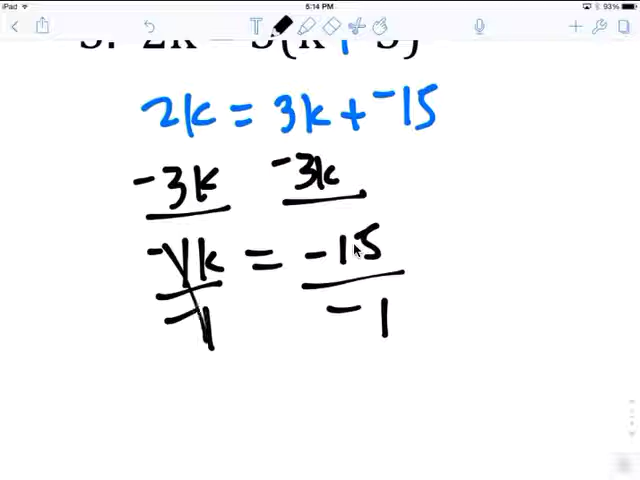 iPad 5:14 PM 93%
2k = 3k + -15
-3k -3k
-1k = -15
-1 -1